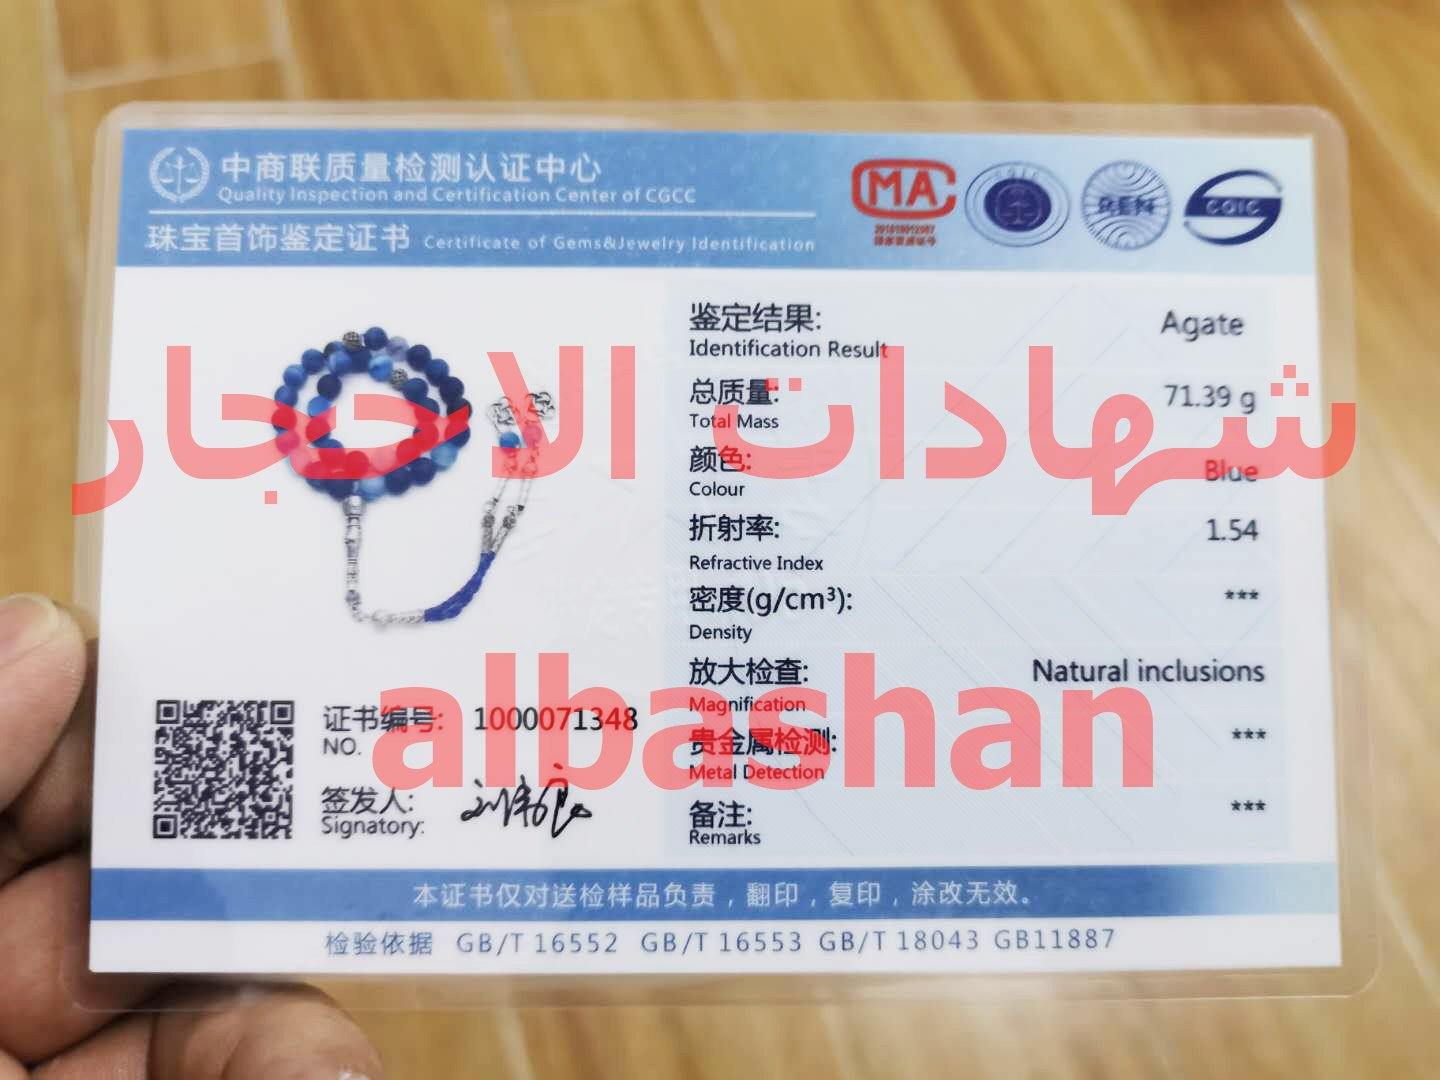 中商联质量检测认证中心
Quality Inspection and Certification Center of CGCC
珠宝首饰鉴定证书 Certificate of Gems&Jewelry Identification
MA
CGIC
鉴定结果: Agate
Identification Result
总质量: 71.39 g
Total Mass
شهادات الاحجار
颜色: Blue
Colour
折射率: 1.54
Refractive Index
密度(g/cm³): ***
Density
放大检查: Natural inclusions
Magnification
albashan
贵金属检测: ***
Metal Detection
备注: ***
Remarks
证书编号: 1000071348
NO.
签发人:
Signatory:
本证书仅对送检样品负责，翻印，复印，涂改无效。
检验依据 GB/T 16552 GB/T 16553 GB/T 18043 GB11887